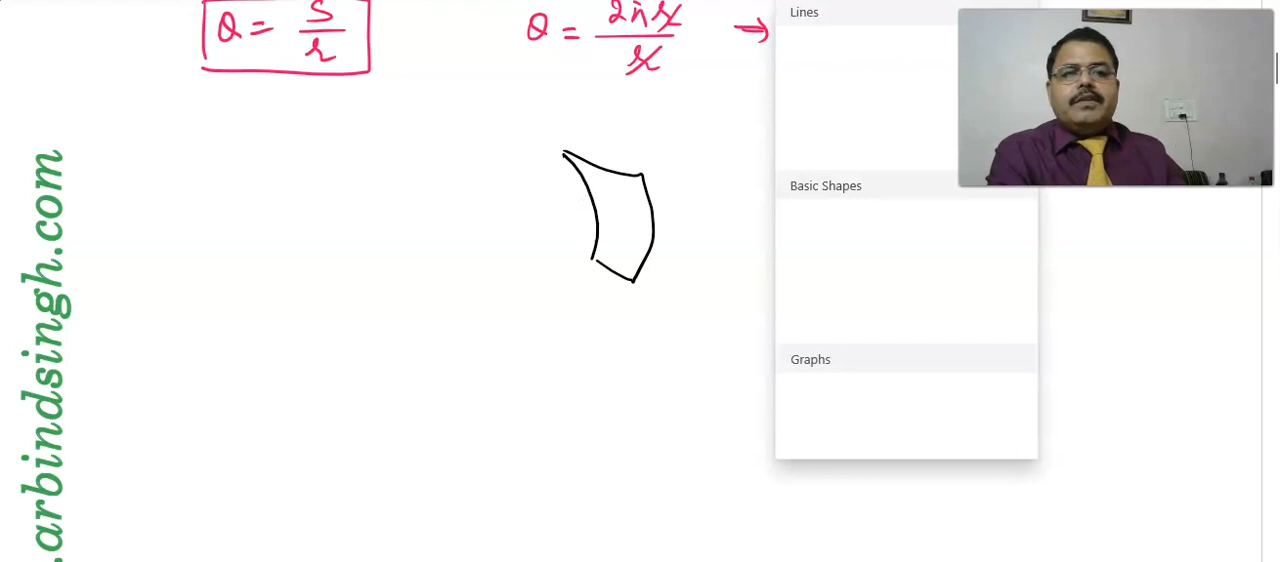 θ = s/r
θ = 2πr/r →
Lines
Basic Shapes
Graphs
.arbindsingh.com